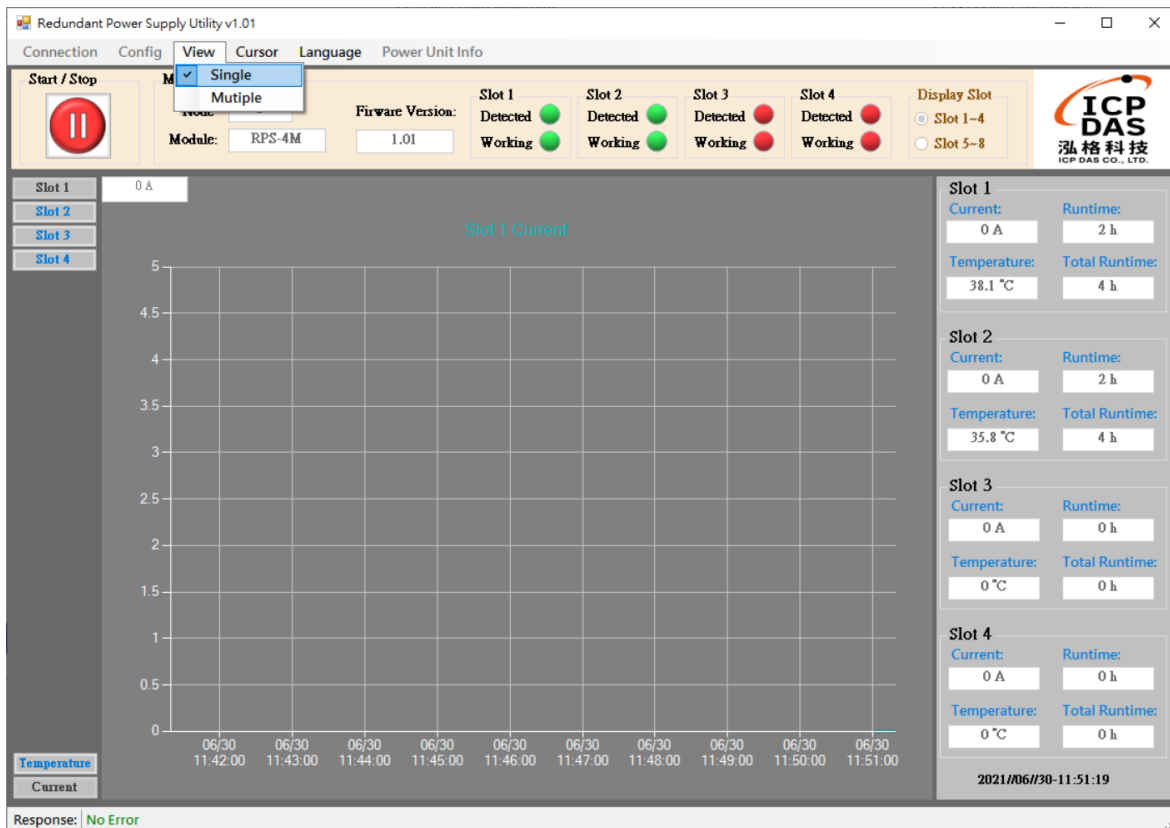 Redundant Power Supply Utility v1.01
Connection Config View Cursor Language Power Unit Info
Single
Mutiple
Start / Stop
Module: RPS-4M
Firware Version:
1.01
Slot 1
Detected
Working
Slot 2
Detected
Working
Slot 3
Detected
Working
Slot 4
Detected
Working
Display Slot
Slot 1~4
Slot 5~8
ICP
DAS
泓格科技
ICP DAS CO., LTD.
Slot 1
Slot 2
Slot 3
Slot 4
0 A
Slot 1 Current
5
4.5
4
3.5
3
2.5
2
1.5
1
0.5
0
06/30 06/30 06/30 06/30 06/30 06/30 06/30 06/30 06/30 06/30
11:42:00 11:43:00 11:44:00 11:45:00 11:46:00 11:47:00 11:48:00 11:49:00 11:50:00 11:51:00
Temperature
Current
Slot 1
Current: Runtime:
0 A 2 h
Temperature: Total Runtime:
38.1 °C 4 h
Slot 2
Current: Runtime:
0 A 2 h
Temperature: Total Runtime:
35.8 °C 4 h
Slot 3
Current: Runtime:
0 A 0 h
Temperature: Total Runtime:
0 °C 0 h
Slot 4
Current: Runtime:
0 A 0 h
Temperature: Total Runtime:
0 °C 0 h
2021//06//30-11:51:19
Response: No Error